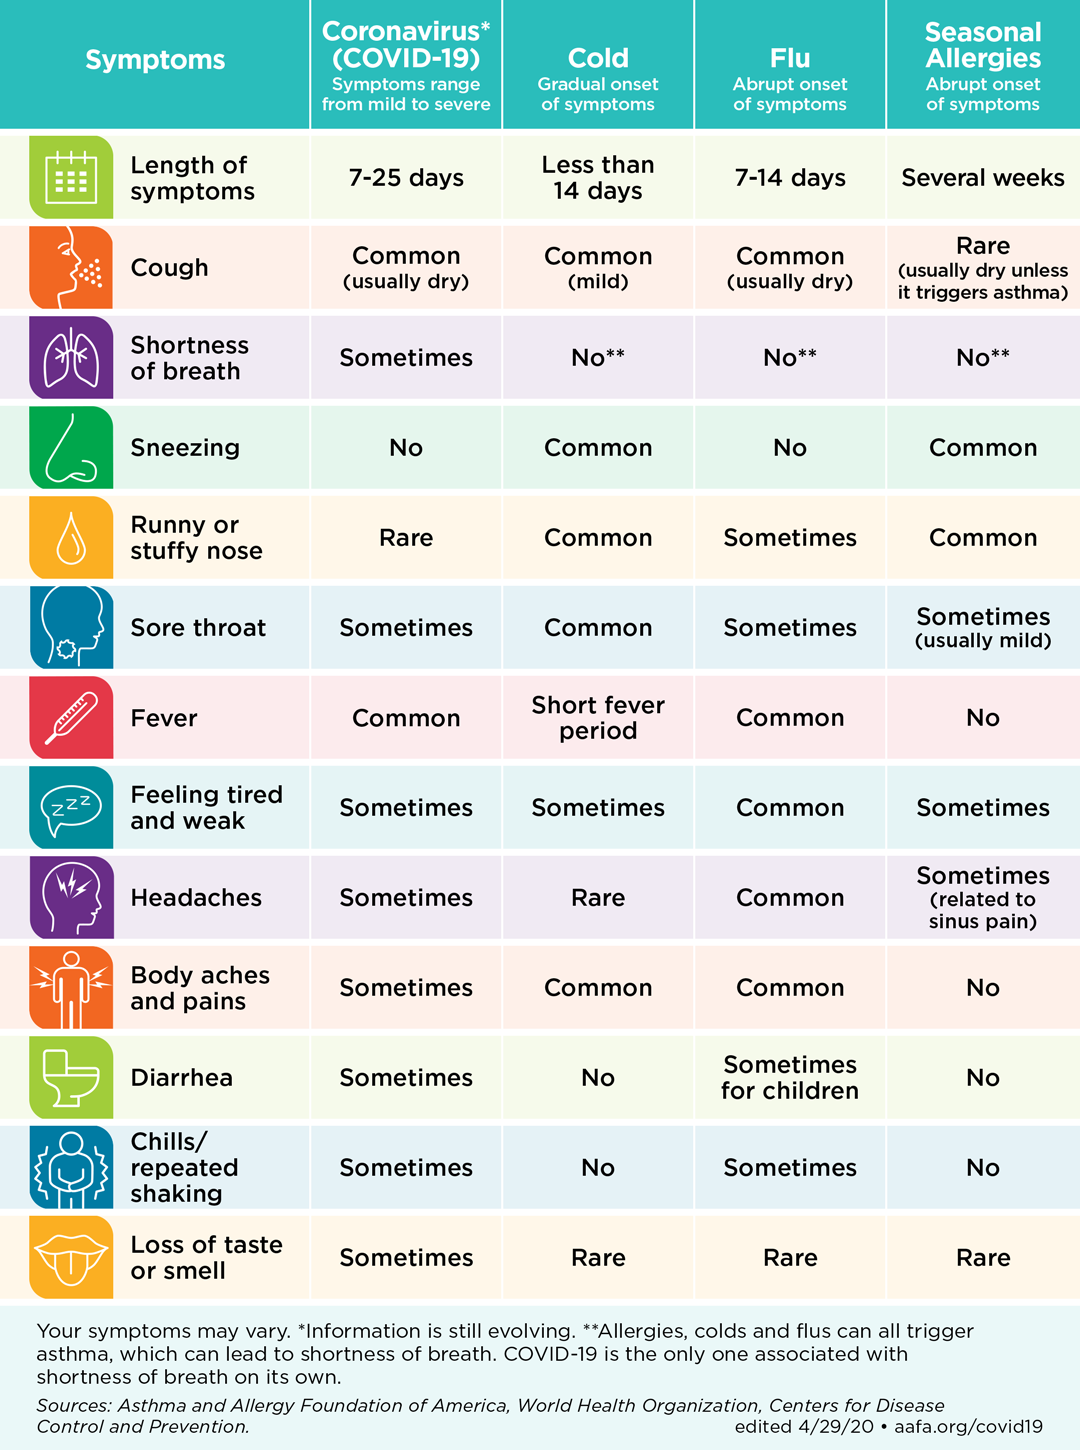 Symptoms
Coronavirus*
(COVID-19)
Symptoms range
from mild to severe
Cold
Gradual onset
of symptoms
Flu
Abrupt onset
of symptoms
Seasonal
Allergies
Abrupt onset
of symptoms
Length of
symptoms
7-25 days
Less than
14 days
7-14 days
Several weeks
Cough
Common
(usually dry)
Common
(mild)
Common
(usually dry)
Rare
(usually dry unless
it triggers asthma)
Shortness
of breath
Sometimes
No**
No**
No**
Sneezing
No
Common
No
Common
Runny or
stuffy nose
Rare
Common
Sometimes
Common
Sore throat
Sometimes
Common
Sometimes
Sometimes
(usually mild)
Fever
Common
Short fever
period
Common
No
zzz
Feeling tired
and weak
Sometimes
Sometimes
Common
Sometimes
Headaches
Sometimes
Rare
Common
Sometimes
(related to
sinus pain)
Body aches
and pains
Sometimes
Common
Common
No
Diarrhea
Sometimes
No
Sometimes
for children
No
Chills/
repeated
shaking
Sometimes
No
Sometimes
No
Loss of taste
or smell
Sometimes
Rare
Rare
Rare
Your symptoms may vary. *Information is still evolving. **Allergies, colds and flus can all trigger
asthma, which can lead to shortness of breath. COVID-19 is the only one associated with
shortness of breath on its own.
Sources: Asthma and Allergy Foundation of America, World Health Organization, Centers for Disease
Control and Prevention.
edited 4/29/20 • aafa.org/covid19